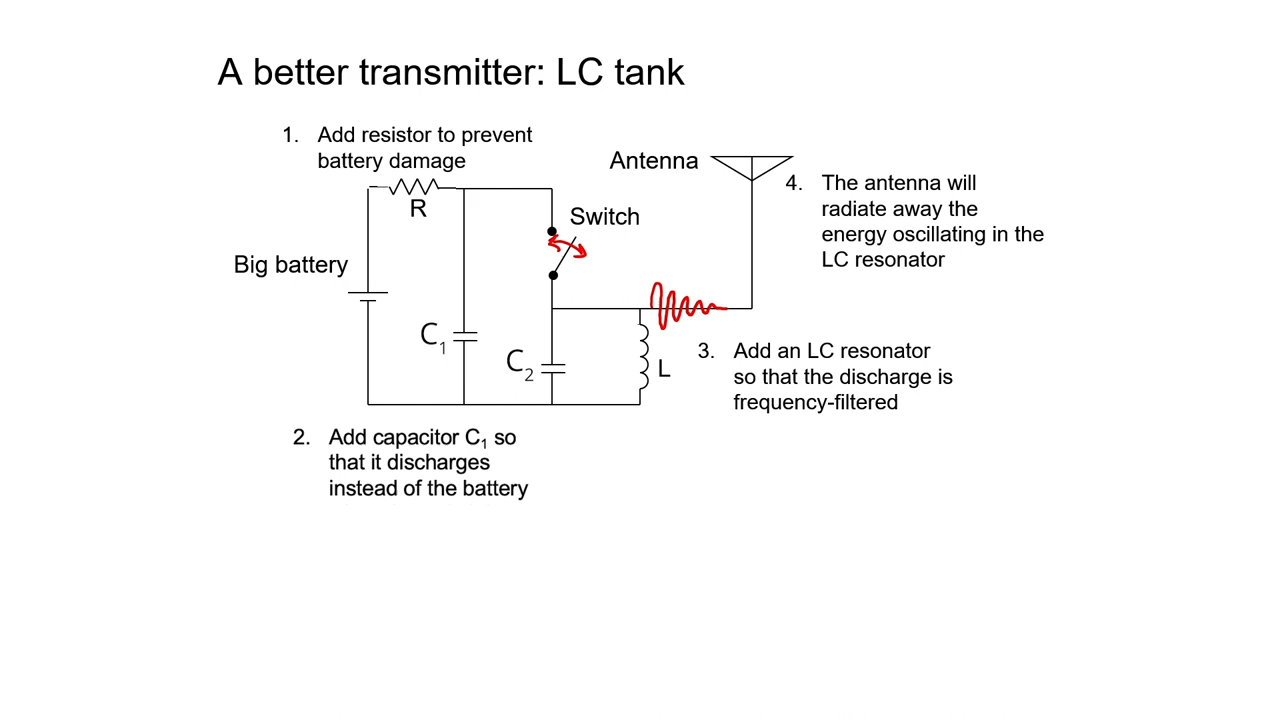 A better transmitter: LC tank
1. Add resistor to prevent
battery damage
Antenna
4. The antenna will
radiate away the
energy oscillating in the
LC resonator
R
Switch
Big battery
C₁
C₂
L
3. Add an LC resonator
so that the discharge is
frequency-filtered
2. Add capacitor C₁ so
that it discharges
instead of the battery